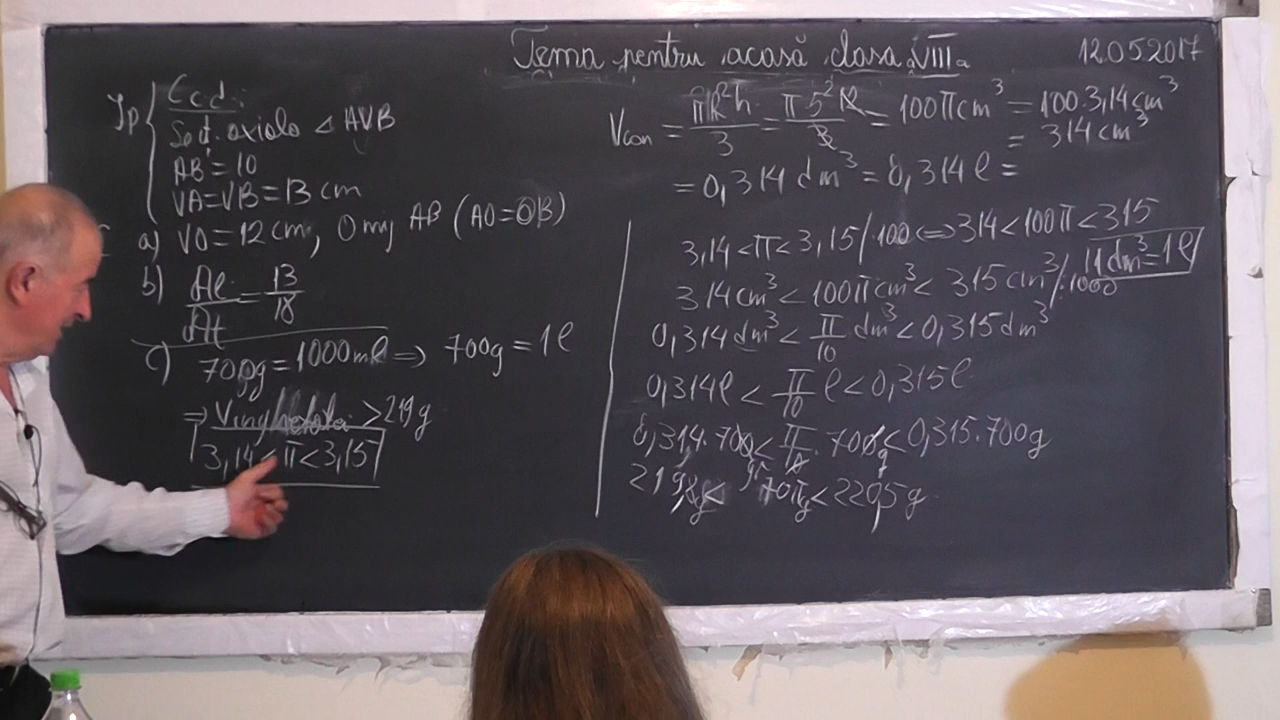 Tema pentru acasă clasa VIII a 12.05.2017
Ip { C.c.d.:
Secț. axială △ AVB
AB = 10
VA=VB=13 cm
a) VO=12 cm, O mij AB (AO=OB)
b) Al/At = 13/18
c) 700g = 1000 ml ⇒ 700g = 1l
⇒ > 219 g
3,14 < π < 3,15
Vcon = πR²h/3 = π·5²·12/3 = 100π cm³ = 100·3,14 cm³
= 314 cm³
= 0,314 dm³ = 0,314 l =
3,14 < π < 3,15 / 100 ⇔ 314 < 100π < 315
1 dm³ = 1 l
314 cm³ < 100π cm³ < 315 cm³ /:1000
0,314 dm³ < π/10 dm³ < 0,315 dm³
0,314 l < π/10 l < 0,315 l
0,314·700 < π/10 · 700g < 0,315·700g
219,8g < 70π g < 220,5 g